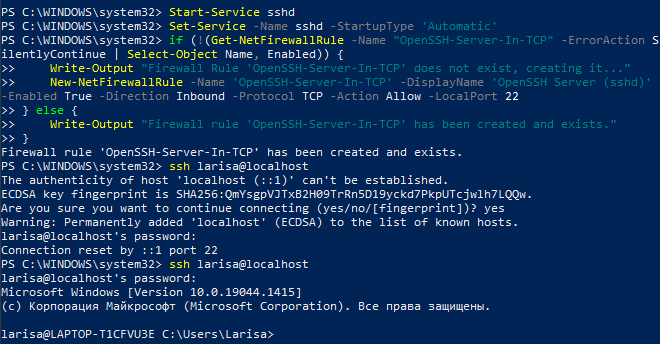 PS C:\WINDOWS\system32> Start-Service sshd
PS C:\WINDOWS\system32> Set-Service -Name sshd -StartupType 'Automatic'
PS C:\WINDOWS\system32> if (!(Get-NetFirewallRule -Name "OpenSSH-Server-In-TCP" -ErrorAction S
ilentlyContinue | Select-Object Name, Enabled)) {
>>     Write-Output "Firewall Rule 'OpenSSH-Server-In-TCP' does not exist, creating it..."
>>     New-NetFirewallRule -Name 'OpenSSH-Server-In-TCP' -DisplayName 'OpenSSH Server (sshd)'
-Enabled True -Direction Inbound -Protocol TCP -Action Allow -LocalPort 22
>> } else {
>>     Write-Output "Firewall rule 'OpenSSH-Server-In-TCP' has been created and exists."
>> }
Firewall rule 'OpenSSH-Server-In-TCP' has been created and exists.
PS C:\WINDOWS\system32> ssh larisa@localhost
The authenticity of host 'localhost (::1)' can't be established.
ECDSA key fingerprint is SHA256:QmYsgpVJTxB2H09TrRn5D19yckd7PkpUTcjwlh7LQQw.
Are you sure you want to continue connecting (yes/no/[fingerprint])? yes
Warning: Permanently added 'localhost' (ECDSA) to the list of known hosts.
larisa@localhost's password:
Connection reset by ::1 port 22
PS C:\WINDOWS\system32> ssh larisa@localhost
larisa@localhost's password:
Microsoft Windows [Version 10.0.19044.1415]
(c) Корпорация Майкрософт (Microsoft Corporation). Все права защищены.
larisa@LAPTOP-T1CFVU3E C:\Users\Larisa>